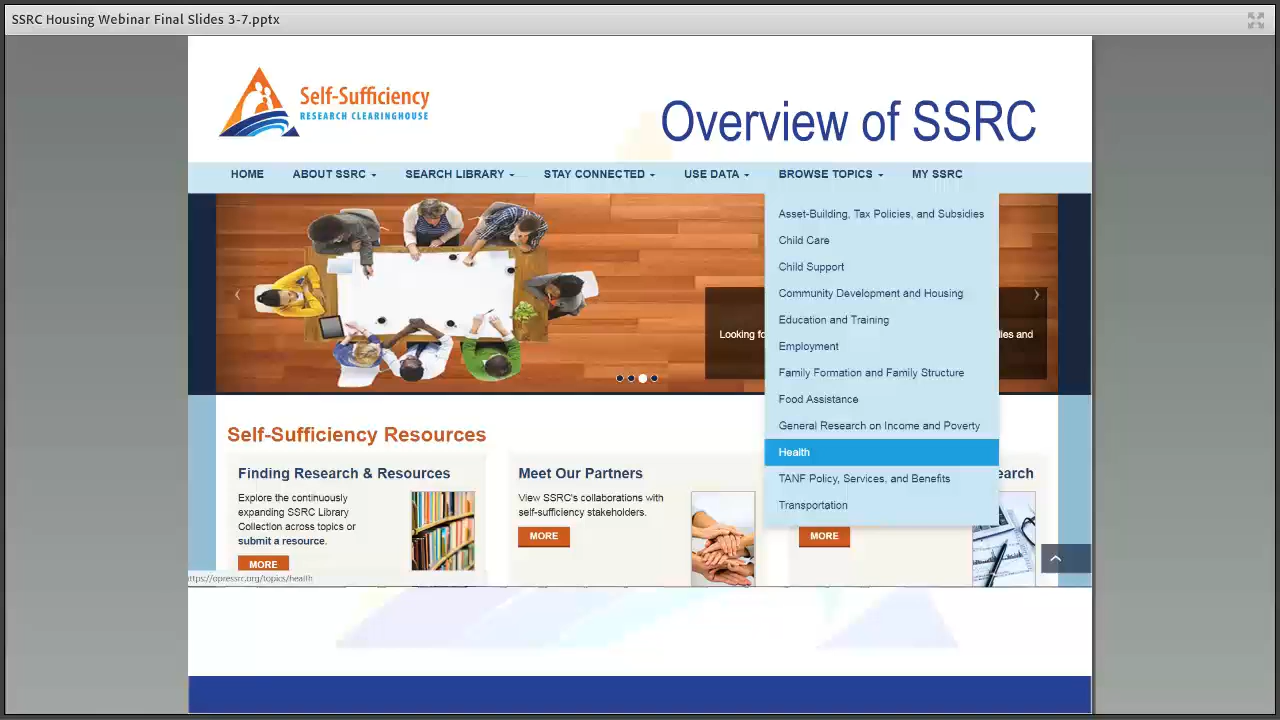 SSRC Housing Webinar Final Slides 3-7.pptx
Self-Sufficiency
RESEARCH CLEARINGHOUSE
Overview of SSRC
HOME ABOUT SSRC SEARCH LIBRARY STAY CONNECTED USE DATA BROWSE TOPICS MY SSRC
Asset-Building, Tax Policies, and Subsidies
Child Care
Child Support
Community Development and Housing
Education and Training
Employment
Family Formation and Family Structure
Food Assistance
General Research on Income and Poverty
Health
TANF Policy, Services, and Benefits
Transportation
Looking
and
Self-Sufficiency Resources
Finding Research & Resources
Explore the continuously
expanding SSRC Library
Collection across topics or
submit a resource.
MORE
Meet Our Partners
View SSRC's collaborations with
self-sufficiency stakeholders.
MORE
MORE
https://opressrc.org/topics/health